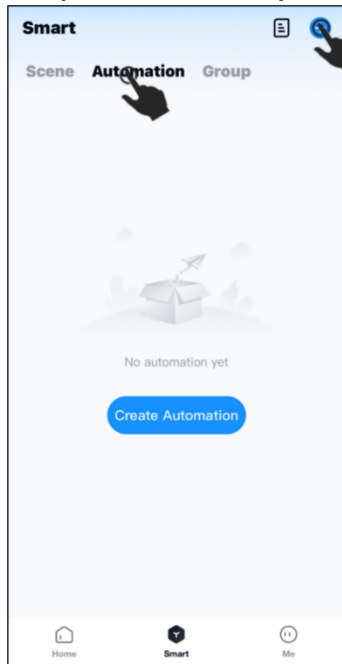 Smart
Scene Automation Group
No automation yet
Create Automation
Home Smart Me